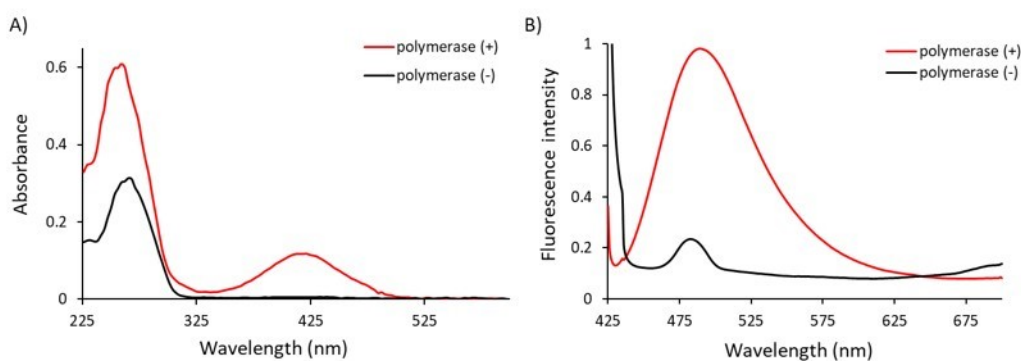 A)
polymerase (+)
polymerase (-)
Absorbance
0.6
0.4
0.2
0
225
325
425
525
Wavelength (nm)
B)
polymerase (+)
polymerase (-)
Fluorescence intensity
1
0.8
0.6
0.4
0.2
0
425
475
525
575
625
675
Wavelength (nm)